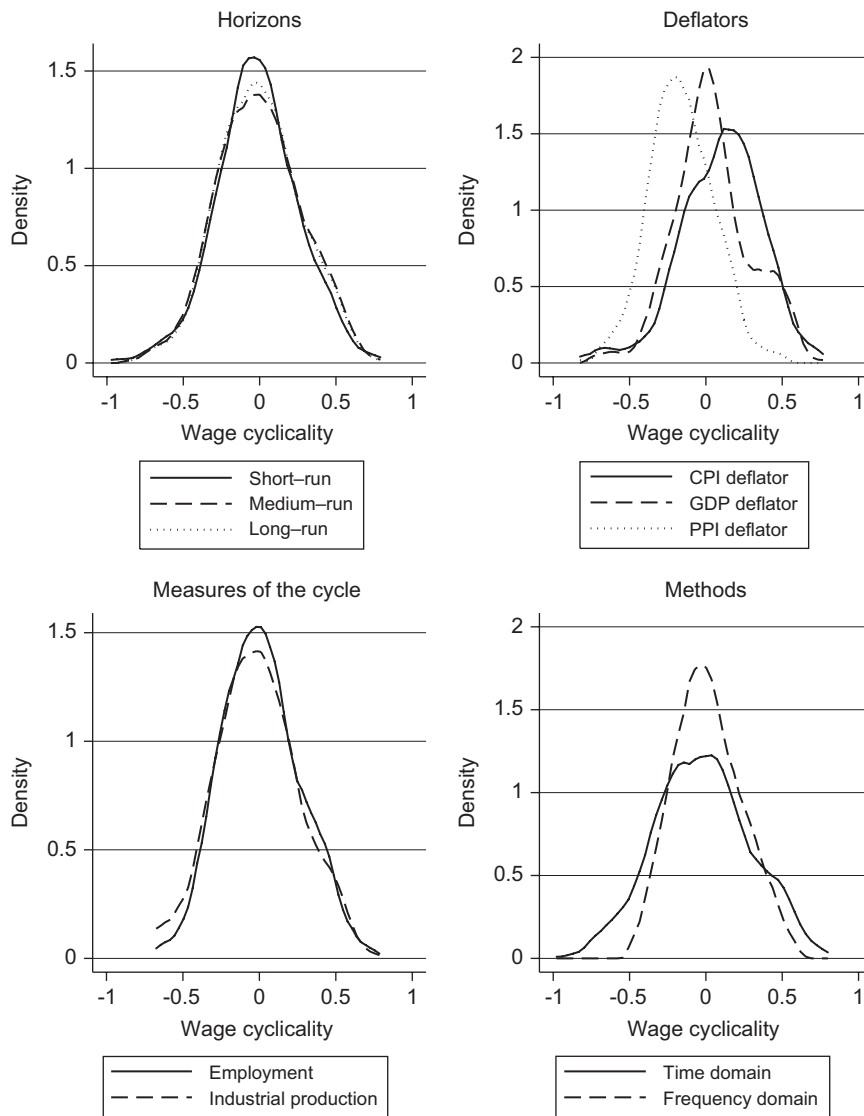 Horizons
1.5
1
0.5
0
Density
-1
-0.5
0
0.5
1
Wage cyclicality
Short–run
Medium–run
Long–run
Deflators
2
1.5
1
0.5
0
Density
-1
-0.5
0
0.5
1
Wage cyclicality
CPI deflator
GDP deflator
PPI deflator
Measures of the cycle
1.5
1
0.5
0
Density
-1
-0.5
0
0.5
1
Wage cyclicality
Employment
Industrial production
Methods
2
1.5
1
0.5
0
Density
-1
-0.5
0
0.5
1
Wage cyclicality
Time domain
Frequency domain